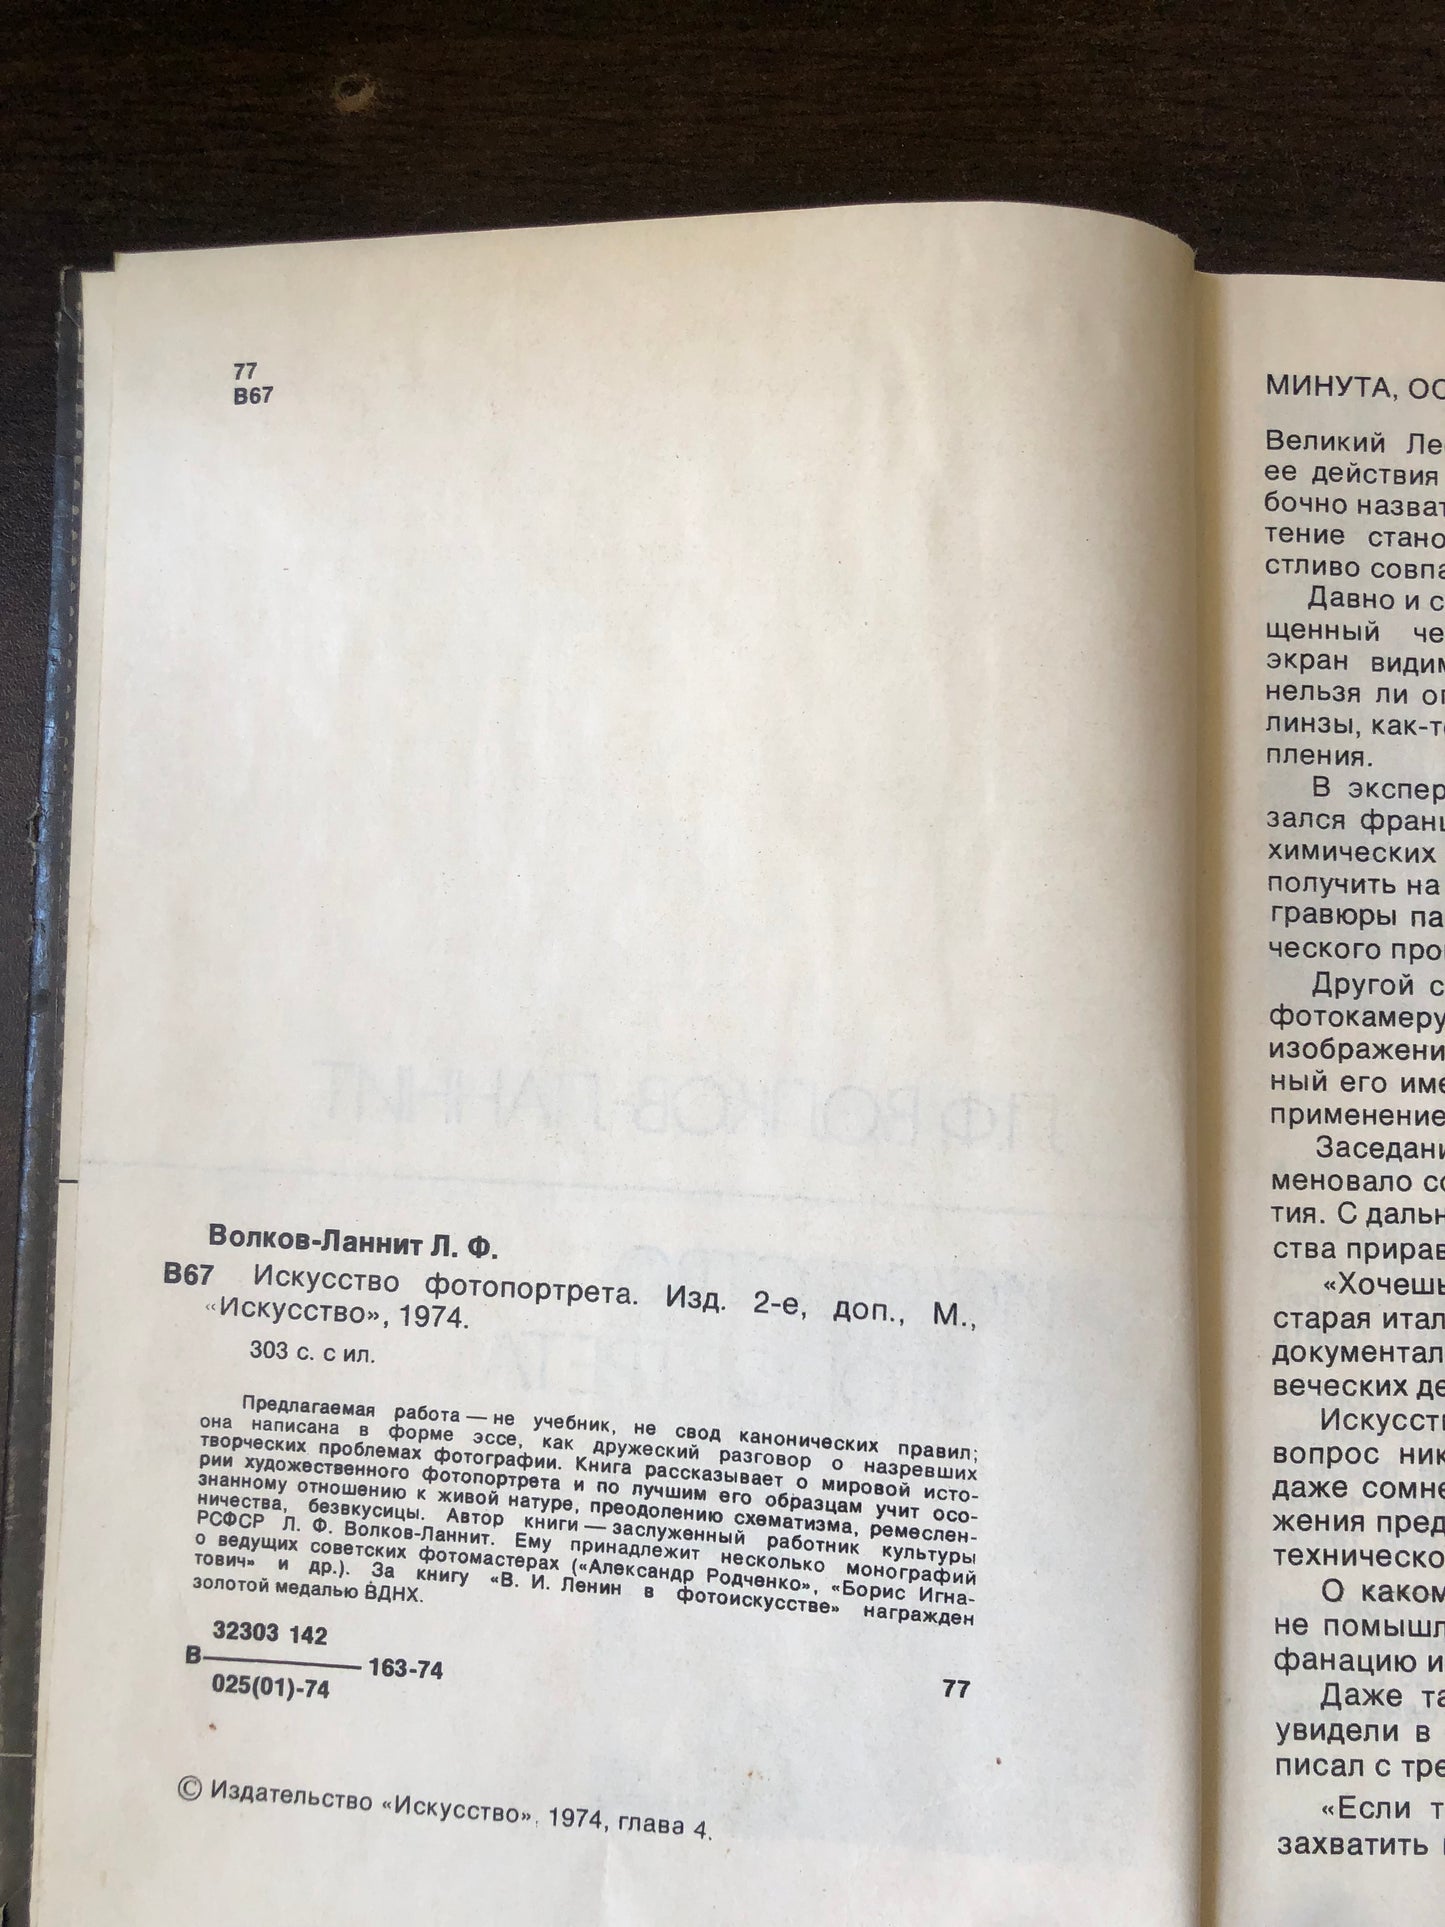 77
В67
Волков-Ланнит Л. Ф.
В67 Искусство фотопортрета. Изд. 2-е, доп., М.,
«Искусство», 1974.
303 с. с ил.
Предлагаемая работа — не учебник, не свод канонических правил;
она написана в форме эссе, как дружеский разговор о назревших
творческих проблемах фотографии. Книга рассказывает о мировой исто-
рии художественного фотопортрета и по лучшим его образцам учит осо-
знанному отношению к живой натуре, преодолению схематизма, ремеслен-
ничества, безвкусицы. Автор книги — заслуженный работник культуры
РСФСР Л. Ф. Волков-Ланнит. Ему принадлежит несколько монографий
о ведущих советских фотомастерах («Александр Родченко», «Борис Игна-
тович» и др.). За книгу «В. И. Ленин в фотоискусстве» награжден
золотой медалью ВДНХ.
32303 142
В 163-74
025(01)-74
77
© Издательство «Искусство», 1974, глава 4.
МИНУТА, ОС
Великий Ле
ее действия
бочно назват
тение стано
стливо совпа
Давно и с
щенный че
экран видим
нельзя ли оп
линзы, как-то
пления.
В экспер
зался франц
химических
получить на
гравюры па
ческого про
Другой с
фотокамеру
изображени
ный его име
применение
Заседани
меновало со
тия. С дальн
ства прирав
«Хочешь
старая итал
документал
веческих де
Искусств
вопрос ник
даже сомне
жения пред
техническо
О каком
не помышл
фанацию и
Даже та
увидели в
писал с тре
«Если т
захватить